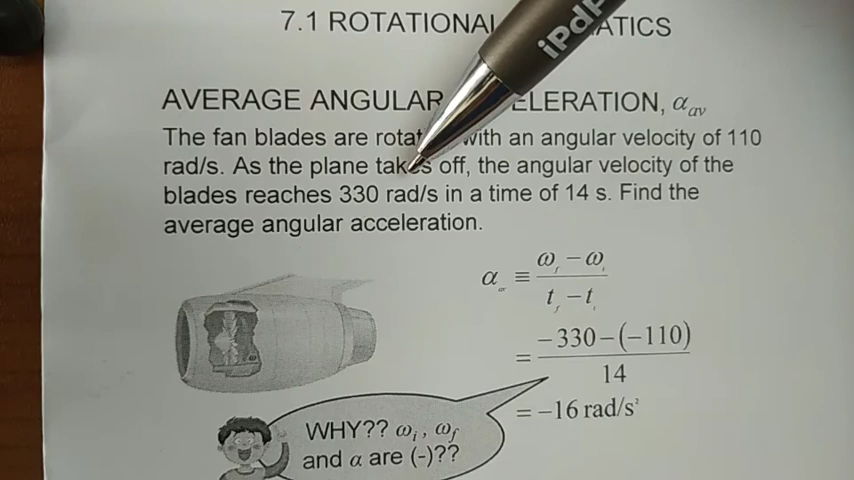 7.1 ROTATIONAL ATICS
iPdP
AVERAGE ANGULAR ELERATION, α_av
The fan blades are rotat with an angular velocity of 110
rad/s. As the plane takes off, the angular velocity of the
blades reaches 330 rad/s in a time of 14 s. Find the
average angular acceleration.
α_av ≡ (ω_f − ω_i) / (t_f − t_i)
= (−330 − (−110)) / 14
= −16 rad/s²
WHY?? ω_i, ω_f
and α are (-)??